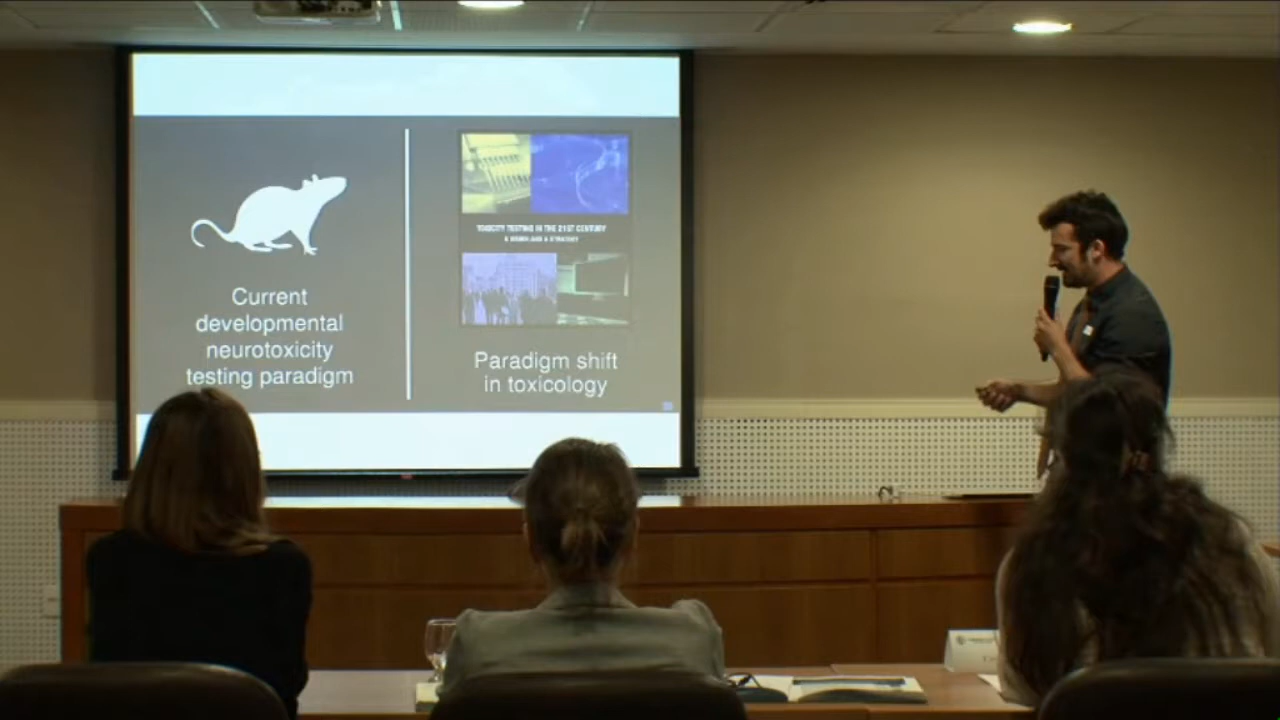 Current
developmental
neurotoxicity
testing paradigm
TOXICITY TESTING IN THE 21ST CENTURY
A VISION AND A STRATEGY
Paradigm shift
in toxicology